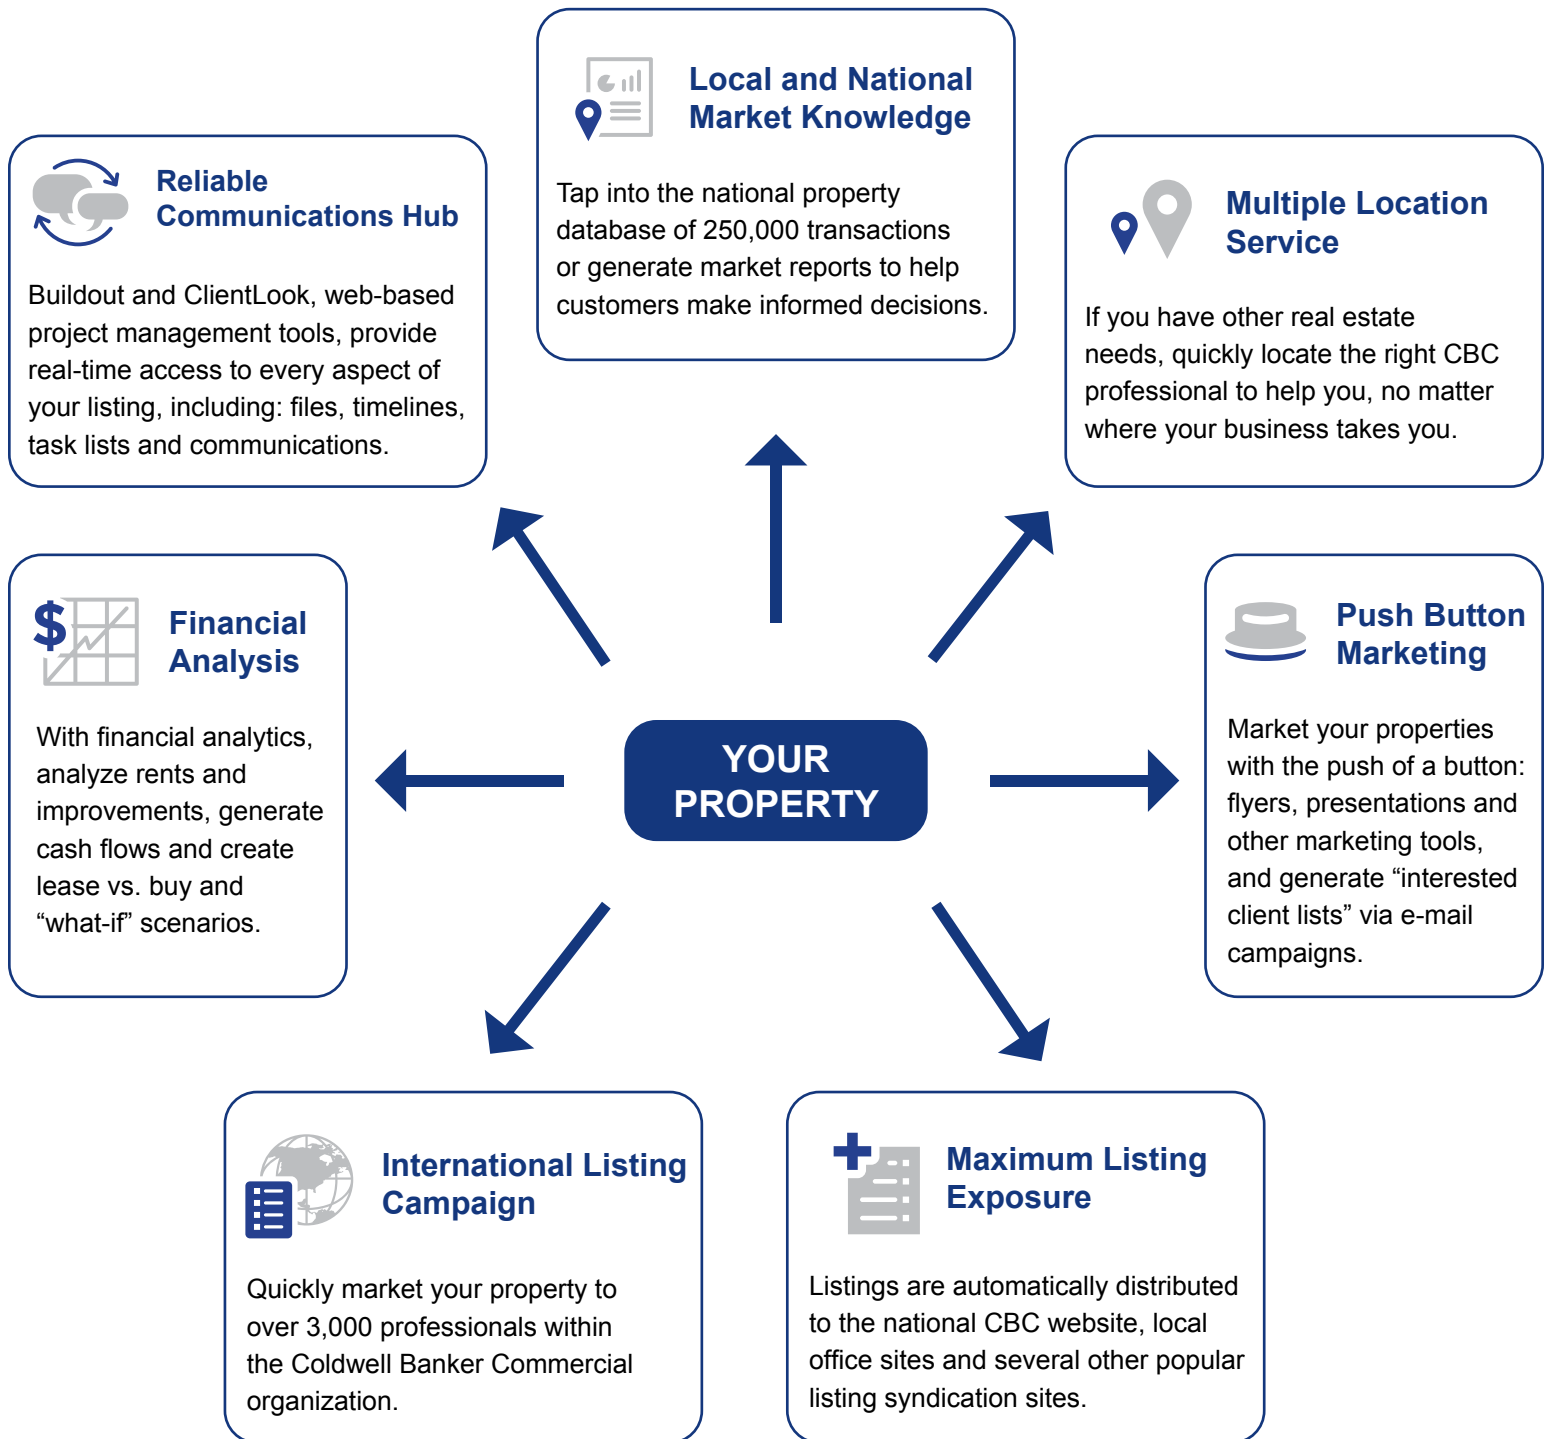 Local and National
Market Knowledge
Tap into the national property
database of 250,000 transactions
or generate market reports to help
customers make informed decisions.
Reliable
Communications Hub
Buildout and ClientLook, web-based
project management tools, provide
real-time access to every aspect of
your listing, including: files, timelines,
task lists and communications.
Multiple Location
Service
If you have other real estate
needs, quickly locate the right CBC
professional to help you, no matter
where your business takes you.
$
Financial
Analysis
With financial analytics,
analyze rents and
improvements, generate
cash flows and create
lease vs. buy and
“what-if” scenarios.
YOUR
PROPERTY
Push Button
Marketing
Market your properties
with the push of a button:
flyers, presentations and
other marketing tools,
and generate “interested
client lists” via e-mail
campaigns.
International Listing
Campaign
Quickly market your property to
over 3,000 professionals within
the Coldwell Banker Commercial
organization.
Maximum Listing
Exposure
Listings are automatically distributed
to the national CBC website, local
office sites and several other popular
listing syndication sites.